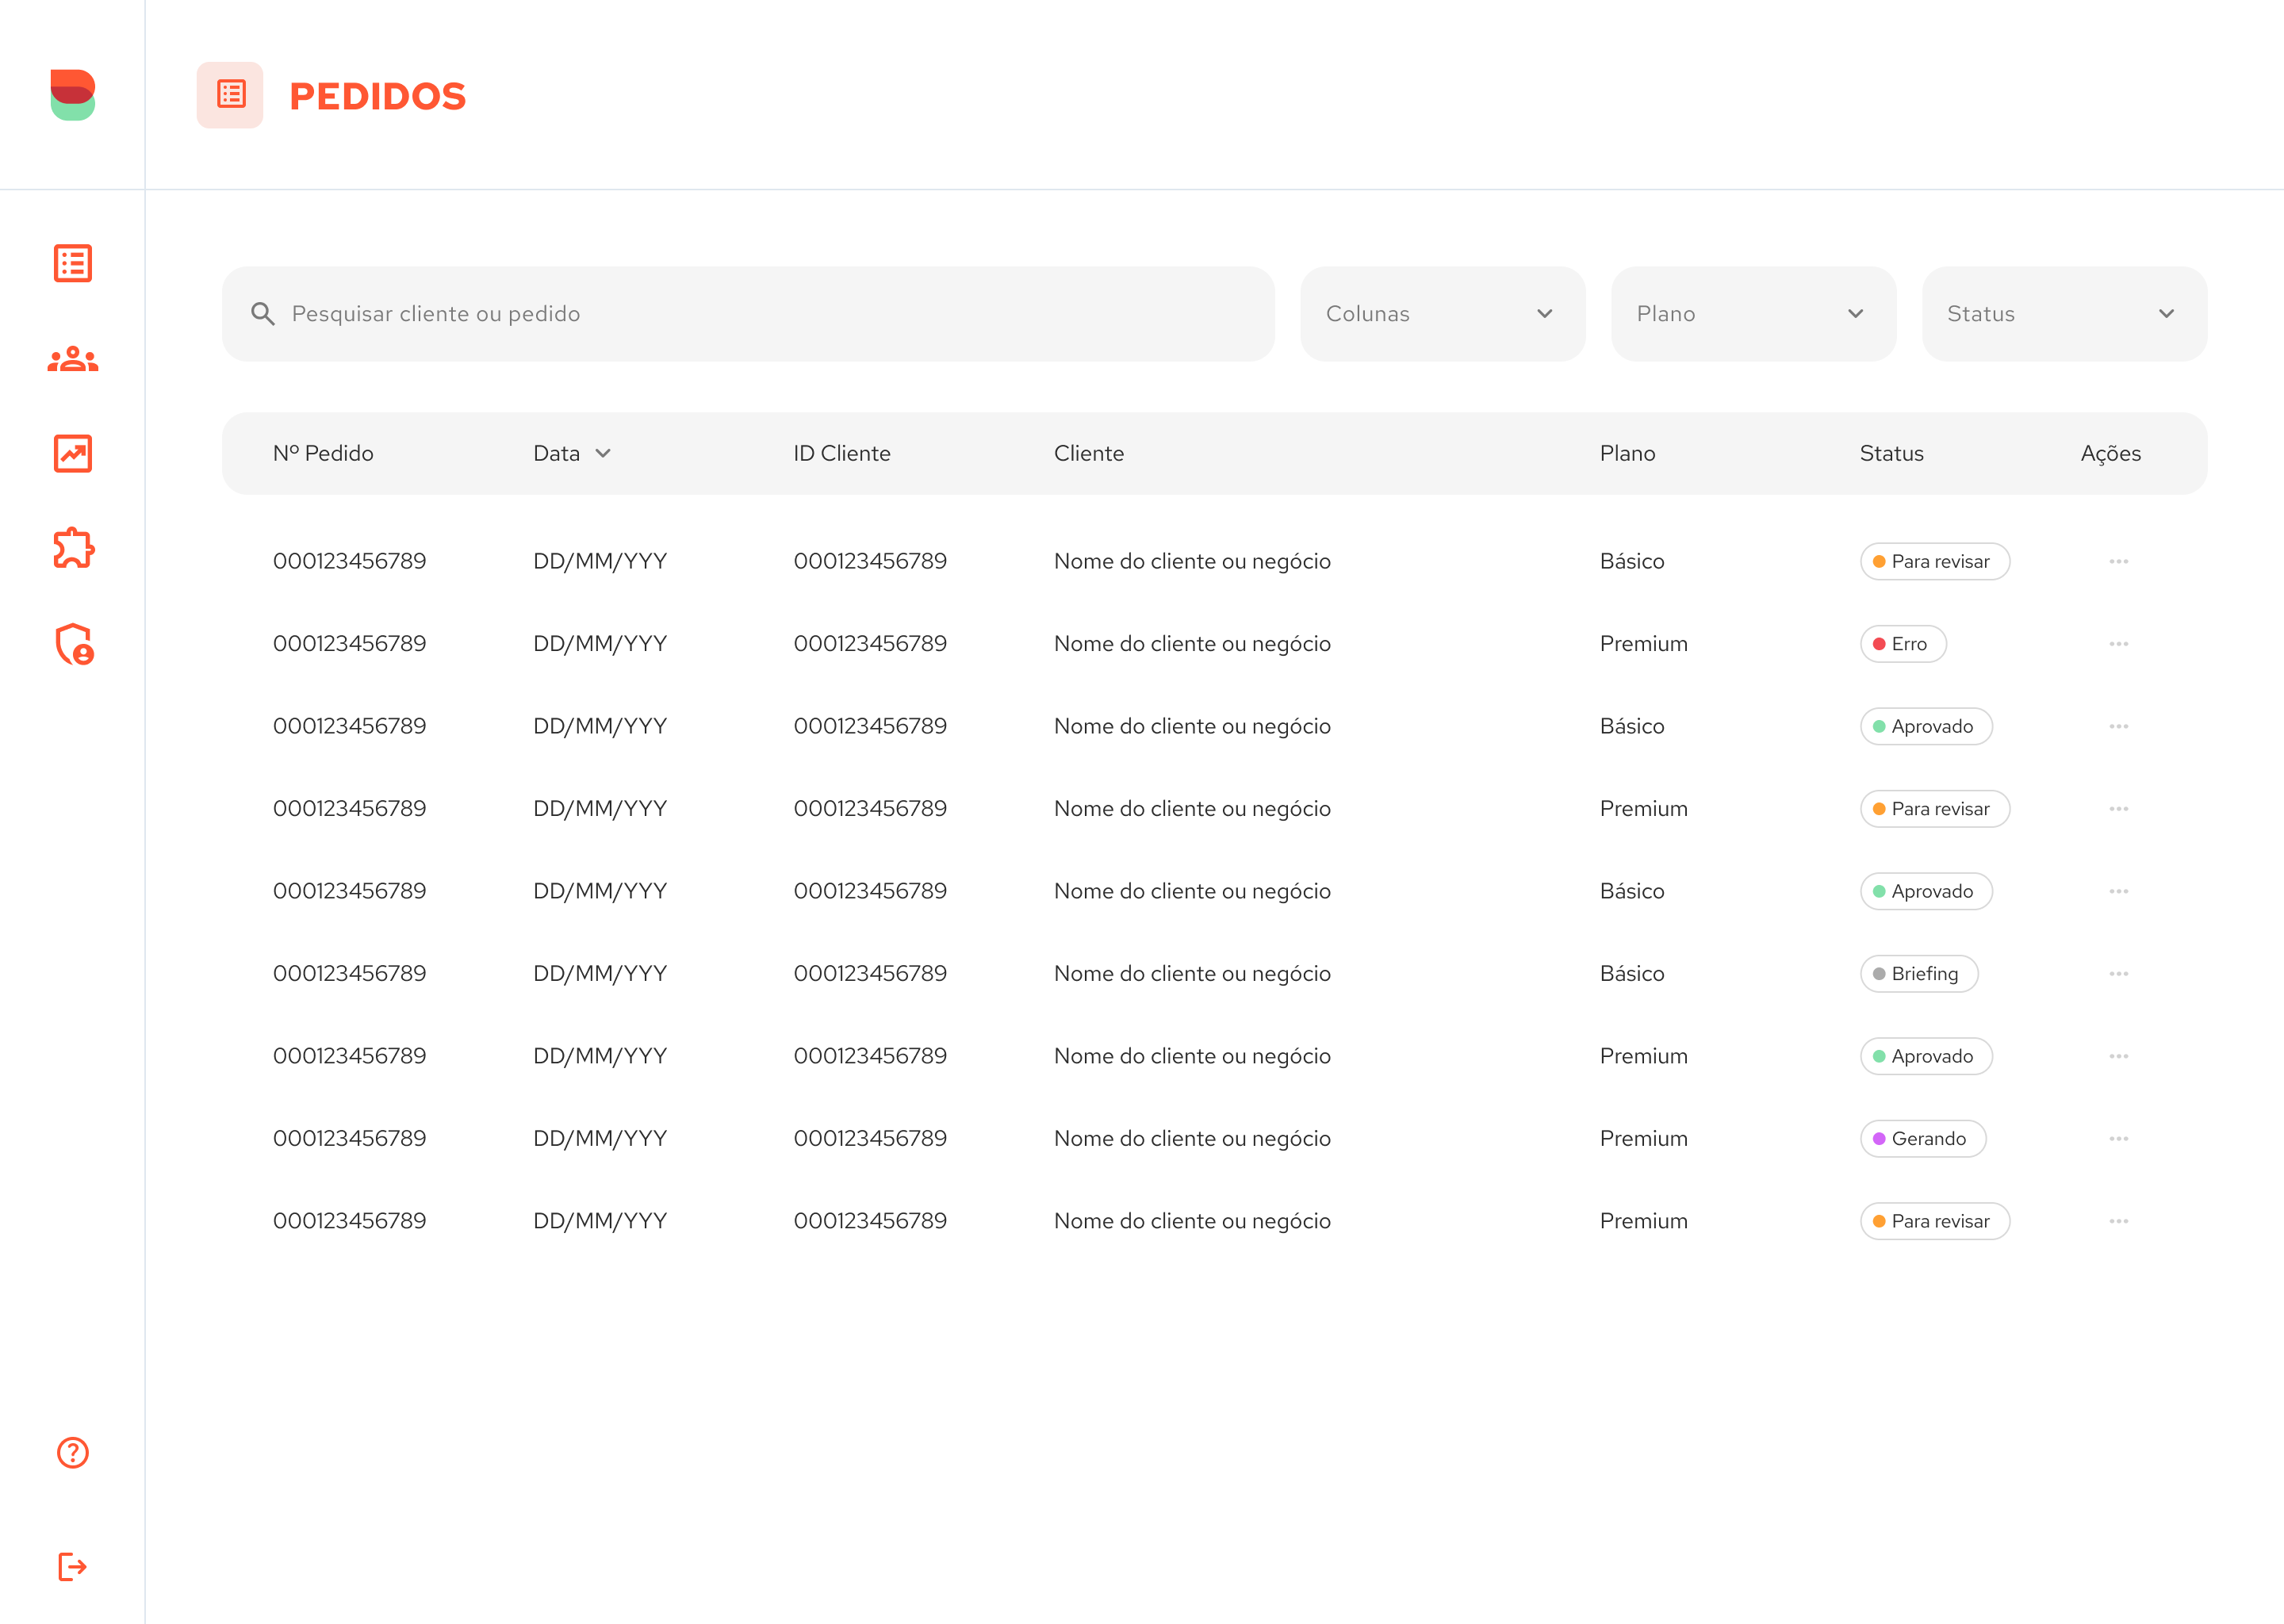 PEDIDOS
Pesquisar cliente ou pedido Colunas Plano Status
Nº Pedido Data ID Cliente Cliente Plano Status Ações
000123456789 DD/MM/YYY 000123456789 Nome do cliente ou negócio Básico Para revisar
000123456789 DD/MM/YYY 000123456789 Nome do cliente ou negócio Premium Erro
000123456789 DD/MM/YYY 000123456789 Nome do cliente ou negócio Básico Aprovado
000123456789 DD/MM/YYY 000123456789 Nome do cliente ou negócio Premium Para revisar
000123456789 DD/MM/YYY 000123456789 Nome do cliente ou negócio Básico Aprovado
000123456789 DD/MM/YYY 000123456789 Nome do cliente ou negócio Básico Briefing
000123456789 DD/MM/YYY 000123456789 Nome do cliente ou negócio Premium Aprovado
000123456789 DD/MM/YYY 000123456789 Nome do cliente ou negócio Premium Gerando
000123456789 DD/MM/YYY 000123456789 Nome do cliente ou negócio Premium Para revisar